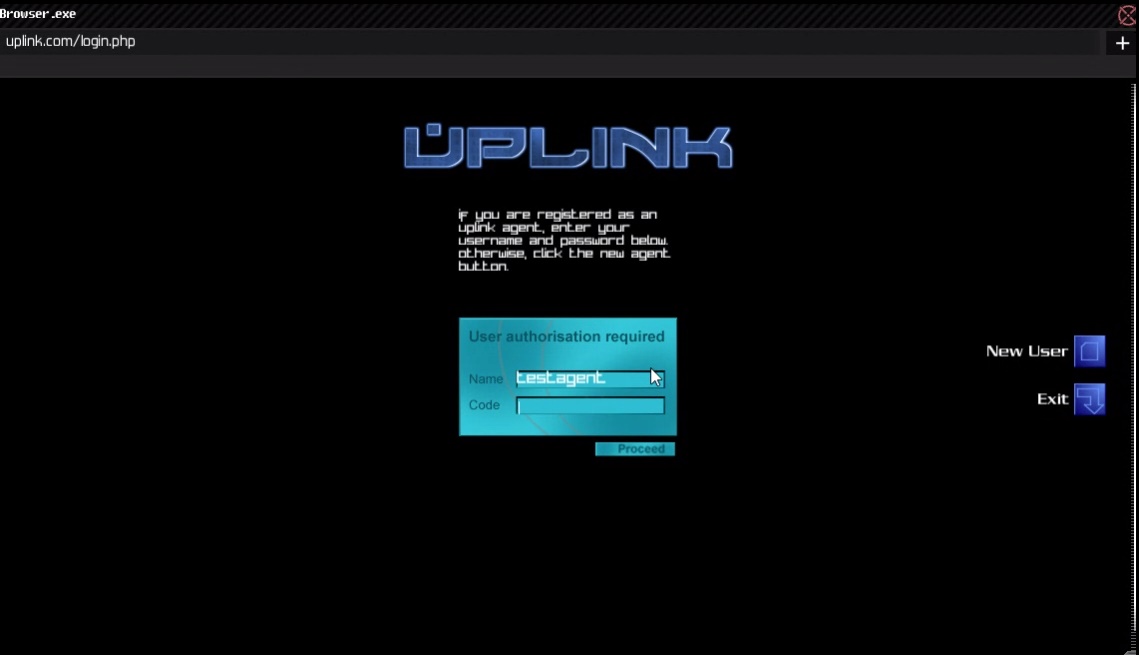 Browser.exe
uplink.com/login.php
UPLINK
if you are registered as an
uplink agent, enter your
username and password below.
otherwise, click the new agent
button.
User authorisation required
Name testagent
Code
New User
Exit
Proceed